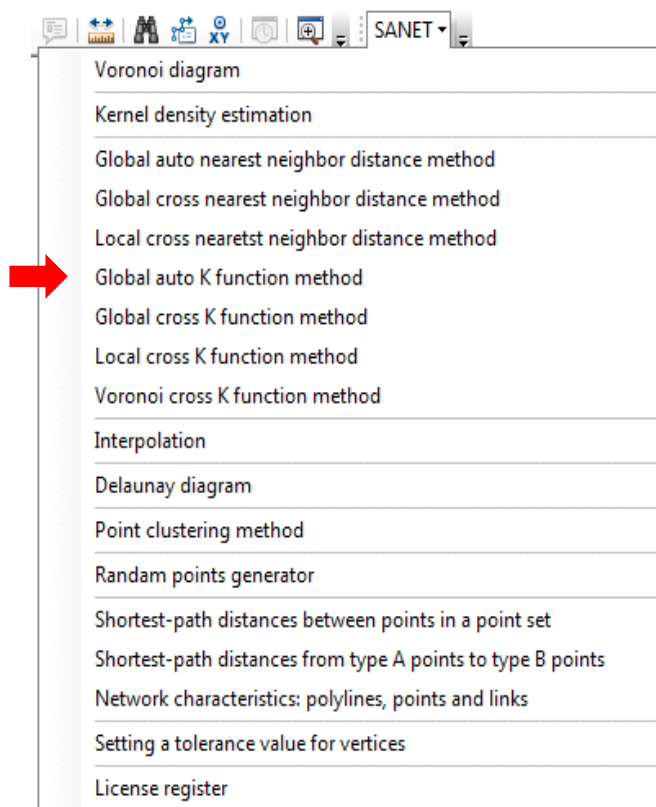 XY SANET
Voronoi diagram
Kernel density estimation
Global auto nearest neighbor distance method
Global cross nearest neighbor distance method
Local cross nearetst neighbor distance method
Global auto K function method
Global cross K function method
Local cross K function method
Voronoi cross K function method
Interpolation
Delaunay diagram
Point clustering method
Randam points generator
Shortest-path distances between points in a point set
Shortest-path distances from type A points to type B points
Network characteristics: polylines, points and links
Setting a tolerance value for vertices
License register